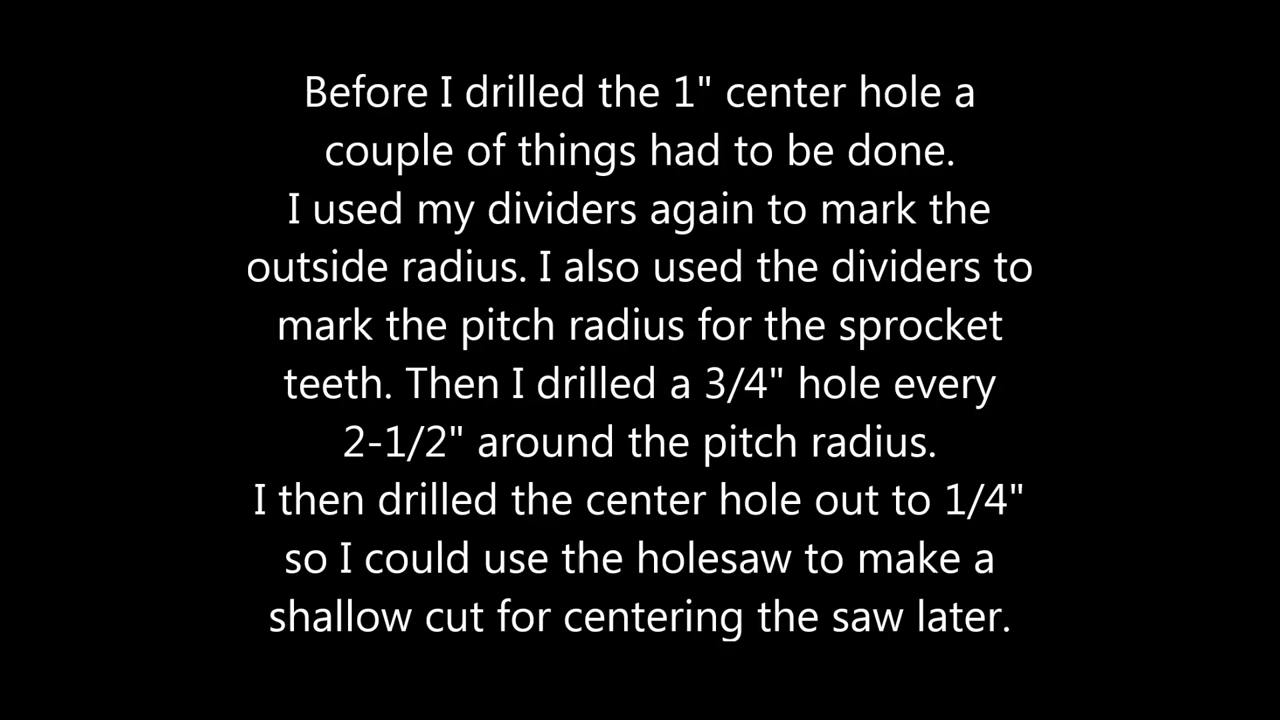 Before I drilled the 1" center hole a
couple of things had to be done.
I used my dividers again to mark the
outside radius. I also used the dividers to
mark the pitch radius for the sprocket
teeth. Then I drilled a 3/4" hole every
2-1/2" around the pitch radius.
I then drilled the center hole out to 1/4"
so I could use the holesaw to make a
shallow cut for centering the saw later.